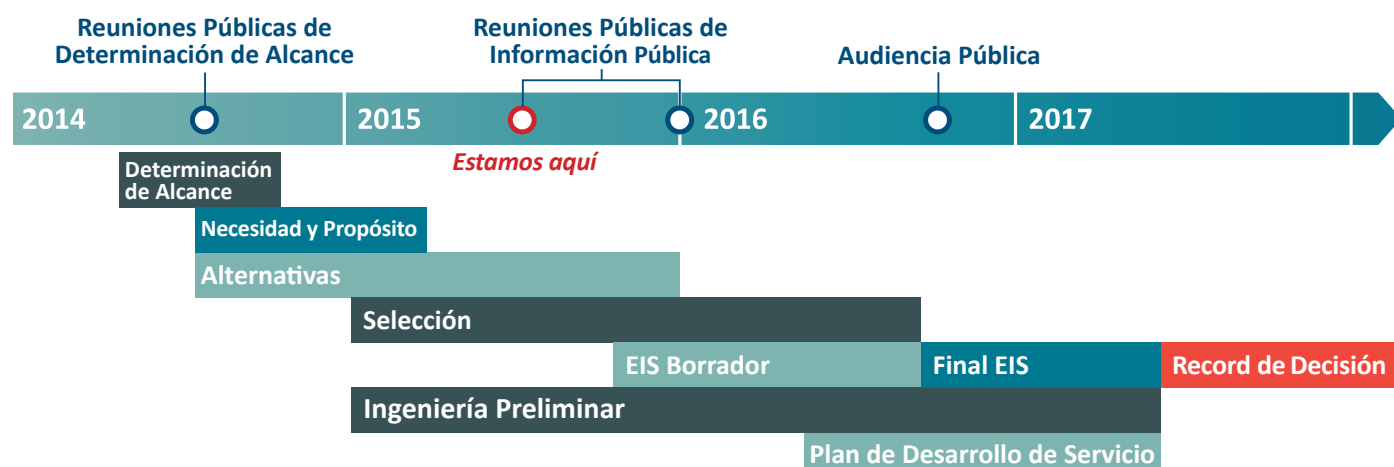 Reuniones Públicas de
Determinación de Alcance
Reuniones Públicas de
Información Pública
Audiencia Pública
2014
2015
2016
2017
Estamos aquí
Determinación
de Alcance
Necesidad y Propósito
Alternativas
Selección
EIS Borrador
Final EIS
Record de Decisión
Ingeniería Preliminar
Plan de Desarrollo de Servicio